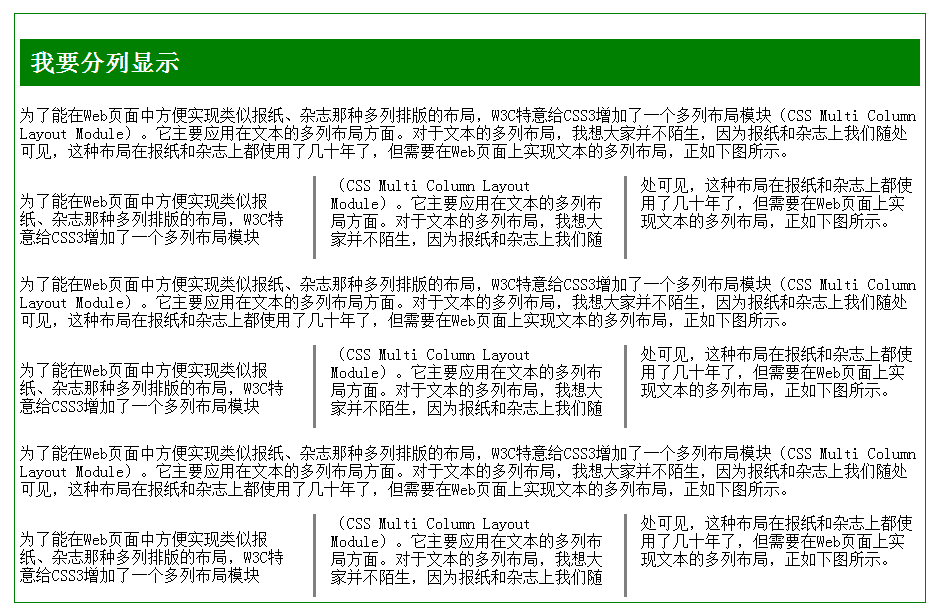 我要分列显示
为了能在Web页面中方便实现类似报纸、杂志那种多列排版的布局，W3C特意给CSS3增加了一个多列布局模块（CSS Multi Column
Layout Module）。它主要应用在文本的多列布局方面。对于文本的多列布局，我想大家并不陌生，因为报纸和杂志上我们随处
可见，这种布局在报纸和杂志上都使用了几十年了，但需要在Web页面上实现文本的多列布局，正如下图所示。
为了能在Web页面中方便实现类似报
纸、杂志那种多列排版的布局，W3C特
意给CSS3增加了一个多列布局模块
（CSS Multi Column Layout
Module）。它主要应用在文本的多列布
局方面。对于文本的多列布局，我想大
家并不陌生，因为报纸和杂志上我们随
处可见，这种布局在报纸和杂志上都使
用了几十年了，但需要在Web页面上实
现文本的多列布局，正如下图所示。
为了能在Web页面中方便实现类似报纸、杂志那种多列排版的布局，W3C特意给CSS3增加了一个多列布局模块（CSS Multi Column
Layout Module）。它主要应用在文本的多列布局方面。对于文本的多列布局，我想大家并不陌生，因为报纸和杂志上我们随处
可见，这种布局在报纸和杂志上都使用了几十年了，但需要在Web页面上实现文本的多列布局，正如下图所示。
为了能在Web页面中方便实现类似报
纸、杂志那种多列排版的布局，W3C特
意给CSS3增加了一个多列布局模块
（CSS Multi Column Layout
Module）。它主要应用在文本的多列布
局方面。对于文本的多列布局，我想大
家并不陌生，因为报纸和杂志上我们随
处可见，这种布局在报纸和杂志上都使
用了几十年了，但需要在Web页面上实
现文本的多列布局，正如下图所示。
为了能在Web页面中方便实现类似报纸、杂志那种多列排版的布局，W3C特意给CSS3增加了一个多列布局模块（CSS Multi Column
Layout Module）。它主要应用在文本的多列布局方面。对于文本的多列布局，我想大家并不陌生，因为报纸和杂志上我们随处
可见，这种布局在报纸和杂志上都使用了几十年了，但需要在Web页面上实现文本的多列布局，正如下图所示。
为了能在Web页面中方便实现类似报
纸、杂志那种多列排版的布局，W3C特
意给CSS3增加了一个多列布局模块
（CSS Multi Column Layout
Module）。它主要应用在文本的多列布
局方面。对于文本的多列布局，我想大
家并不陌生，因为报纸和杂志上我们随
处可见，这种布局在报纸和杂志上都使
用了几十年了，但需要在Web页面上实
现文本的多列布局，正如下图所示。